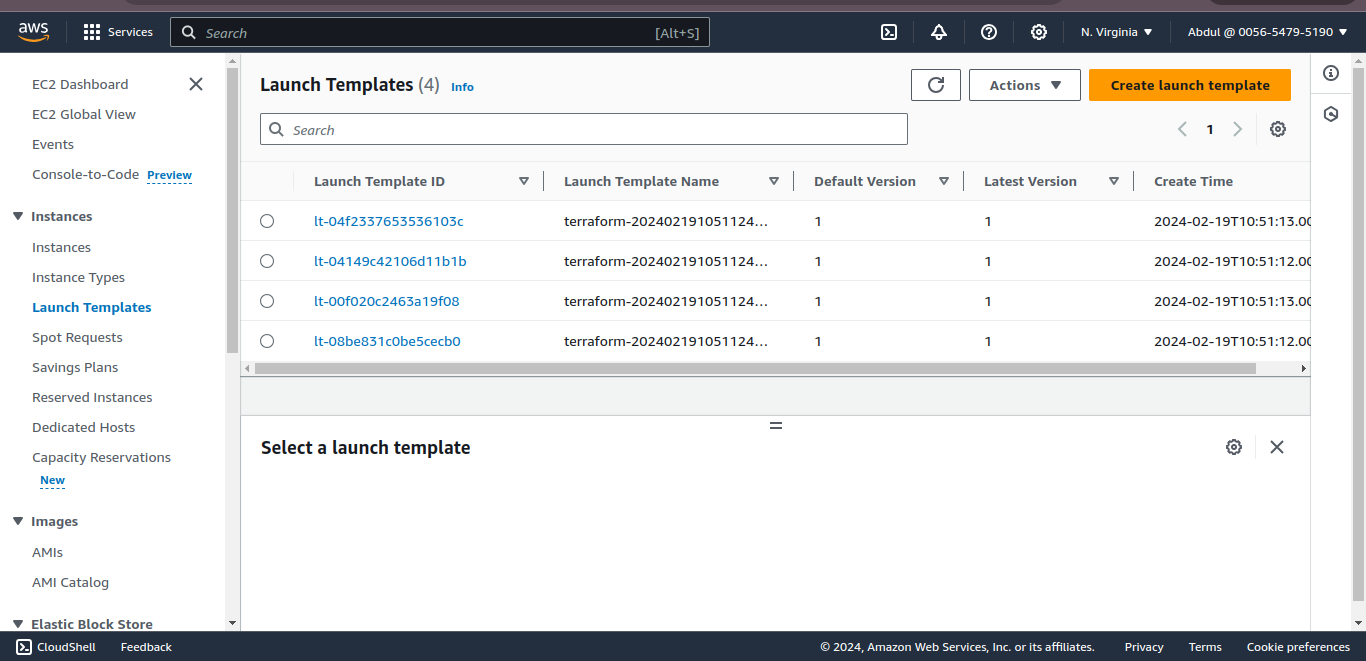 aws
Services
Search [Alt+S]
N. Virginia
Abdul @ 0056-5479-5190
EC2 Dashboard
EC2 Global View
Events
Console-to-Code Preview
Instances
Instances
Instance Types
Launch Templates
Spot Requests
Savings Plans
Reserved Instances
Dedicated Hosts
Capacity Reservations
New
Images
AMIs
AMI Catalog
Elastic Block Store
Launch Templates (4) Info
Actions
Create launch template
Search
1
Launch Template ID Launch Template Name Default Version Latest Version Create Time
lt-04f2337653536103c terraform-202402191051124... 1 1 2024-02-19T10:51:13.00
lt-04149c42106d11b1b terraform-202402191051124... 1 1 2024-02-19T10:51:12.00
lt-00f020c2463a19f08 terraform-202402191051124... 1 1 2024-02-19T10:51:13.00
lt-08be831c0be5cecb0 terraform-202402191051124... 1 1 2024-02-19T10:51:12.00
Select a launch template
CloudShell Feedback © 2024, Amazon Web Services, Inc. or its affiliates. Privacy Terms Cookie preferences